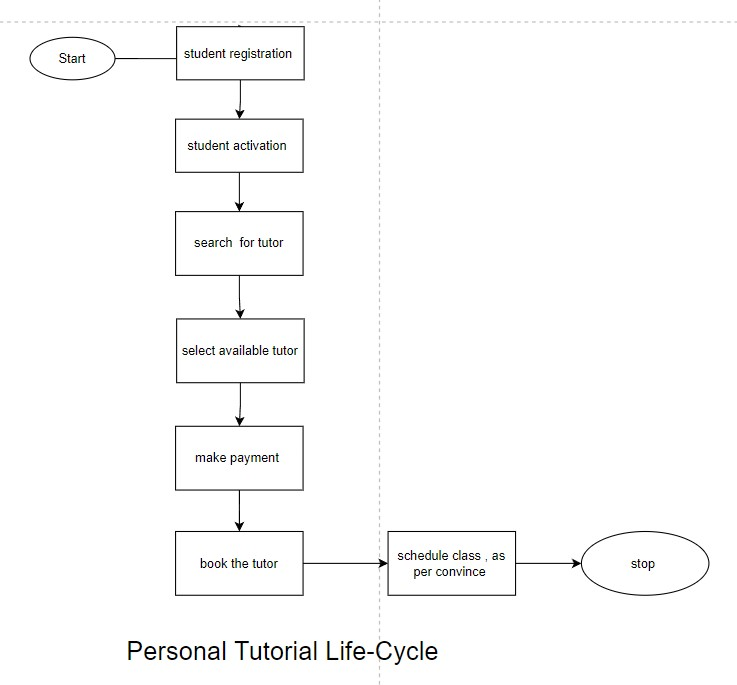 Start
student registration
student activation
search  for tutor
select available tutor
make payment
book the tutor
schedule class , as
per convince
stop
Personal Tutorial Life-Cycle